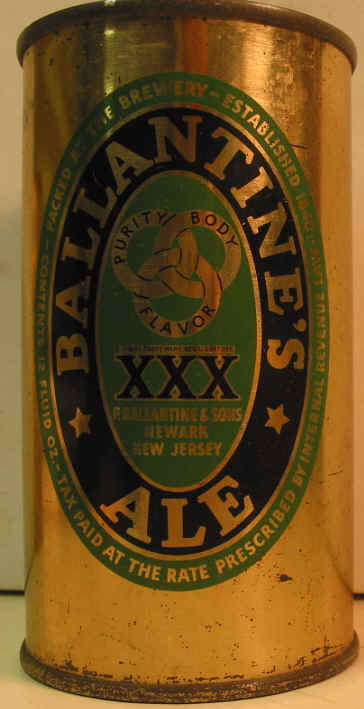 PACKED AT THE BREWERY - ESTABLISHED 1840
CONTENTS 12 FLUID OZ. - TAX PAID AT THE RATE PRESCRIBED BY INTERNAL REVENUE
BALLANTINE'S
PURITY BODY
FLAVOR
XXX
P. BALLANTINE & SONS
NEWARK
NEW JERSEY
ALE